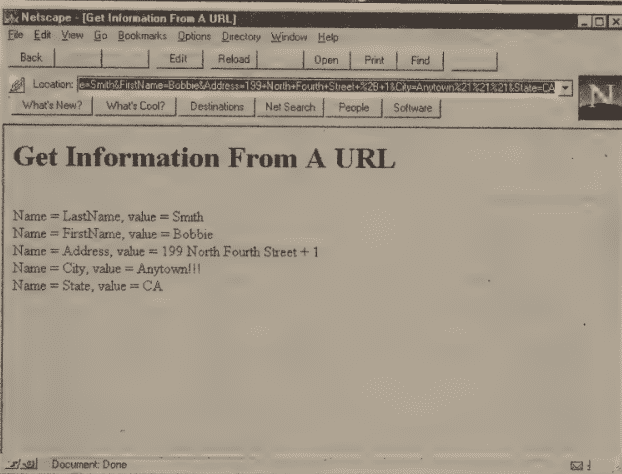 Netscape - [Get Information From A URL]
File Edit View Go Bookmarks Options Directory Window Help
Back Edit Reload Open Print Find
Location: e=Smith&FirstName=Bobbie&Address=199+North+Fourth+Street+%2B+1&City=Anytown%21%21%21&State=CA
What's New? What's Cool? Destinations Net Search People Software
N
Get Information From A URL
Name = LastName, value = Smith
Name = FirstName, value = Bobbie
Name = Address, value = 199 North Fourth Street + 1
Name = City, value = Anytown!!!
Name = State, value = CA
Document: Done